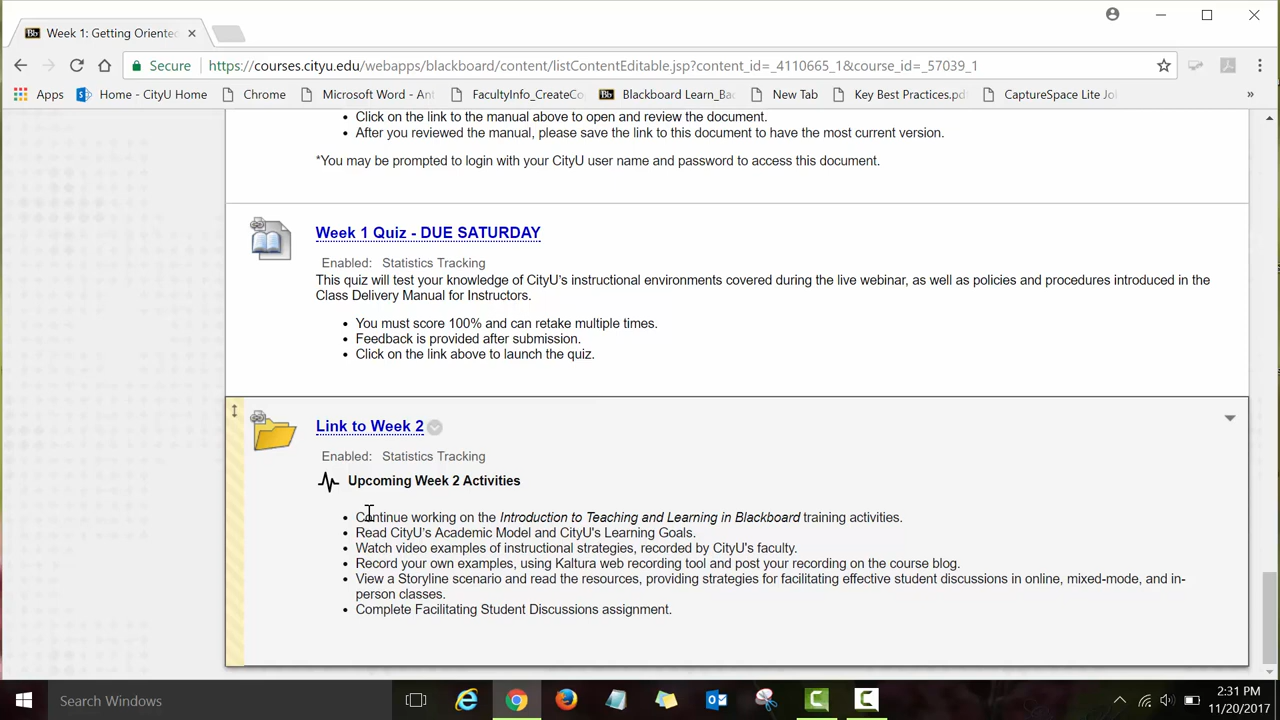 Week 1: Getting Oriente
Secure
https://courses.cityu.edu/webapps/blackboard/content/listContentEditable.jsp?content_id=_4110665_1&course_id=_57039_1
Apps
Home - CityU Home
Chrome
Microsoft Word - Ant
FacultyInfo_CreateCo
Bb
Blackboard Learn_Ba
New Tab
Key Best Practices.pd
CaptureSpace Lite Jo
»
• Click on the link to the manual above to open and review the document.
• After you reviewed the manual, please save the link to this document to have the most current version.
*You may be prompted to login with your CityU user name and password to access this document.
Week 1 Quiz - DUE SATURDAY
Enabled: Statistics Tracking
This quiz will test your knowledge of CityU's instructional environments covered during the live webinar, as well as policies and procedures introduced in the
Class Delivery Manual for Instructors.
• You must score 100% and can retake multiple times.
• Feedback is provided after submission.
• Click on the link above to launch the quiz.
Link to Week 2
Enabled: Statistics Tracking
Upcoming Week 2 Activities
• Continue working on the Introduction to Teaching and Learning in Blackboard training activities.
• Read CityU's Academic Model and CityU's Learning Goals.
• Watch video examples of instructional strategies, recorded by CityU's faculty.
• Record your own examples, using Kaltura web recording tool and post your recording on the course blog.
• View a Storyline scenario and read the resources, providing strategies for facilitating effective student discussions in online, mixed-mode, and in-
person classes.
• Complete Facilitating Student Discussions assignment.
Search Windows
2:31 PM
11/20/2017